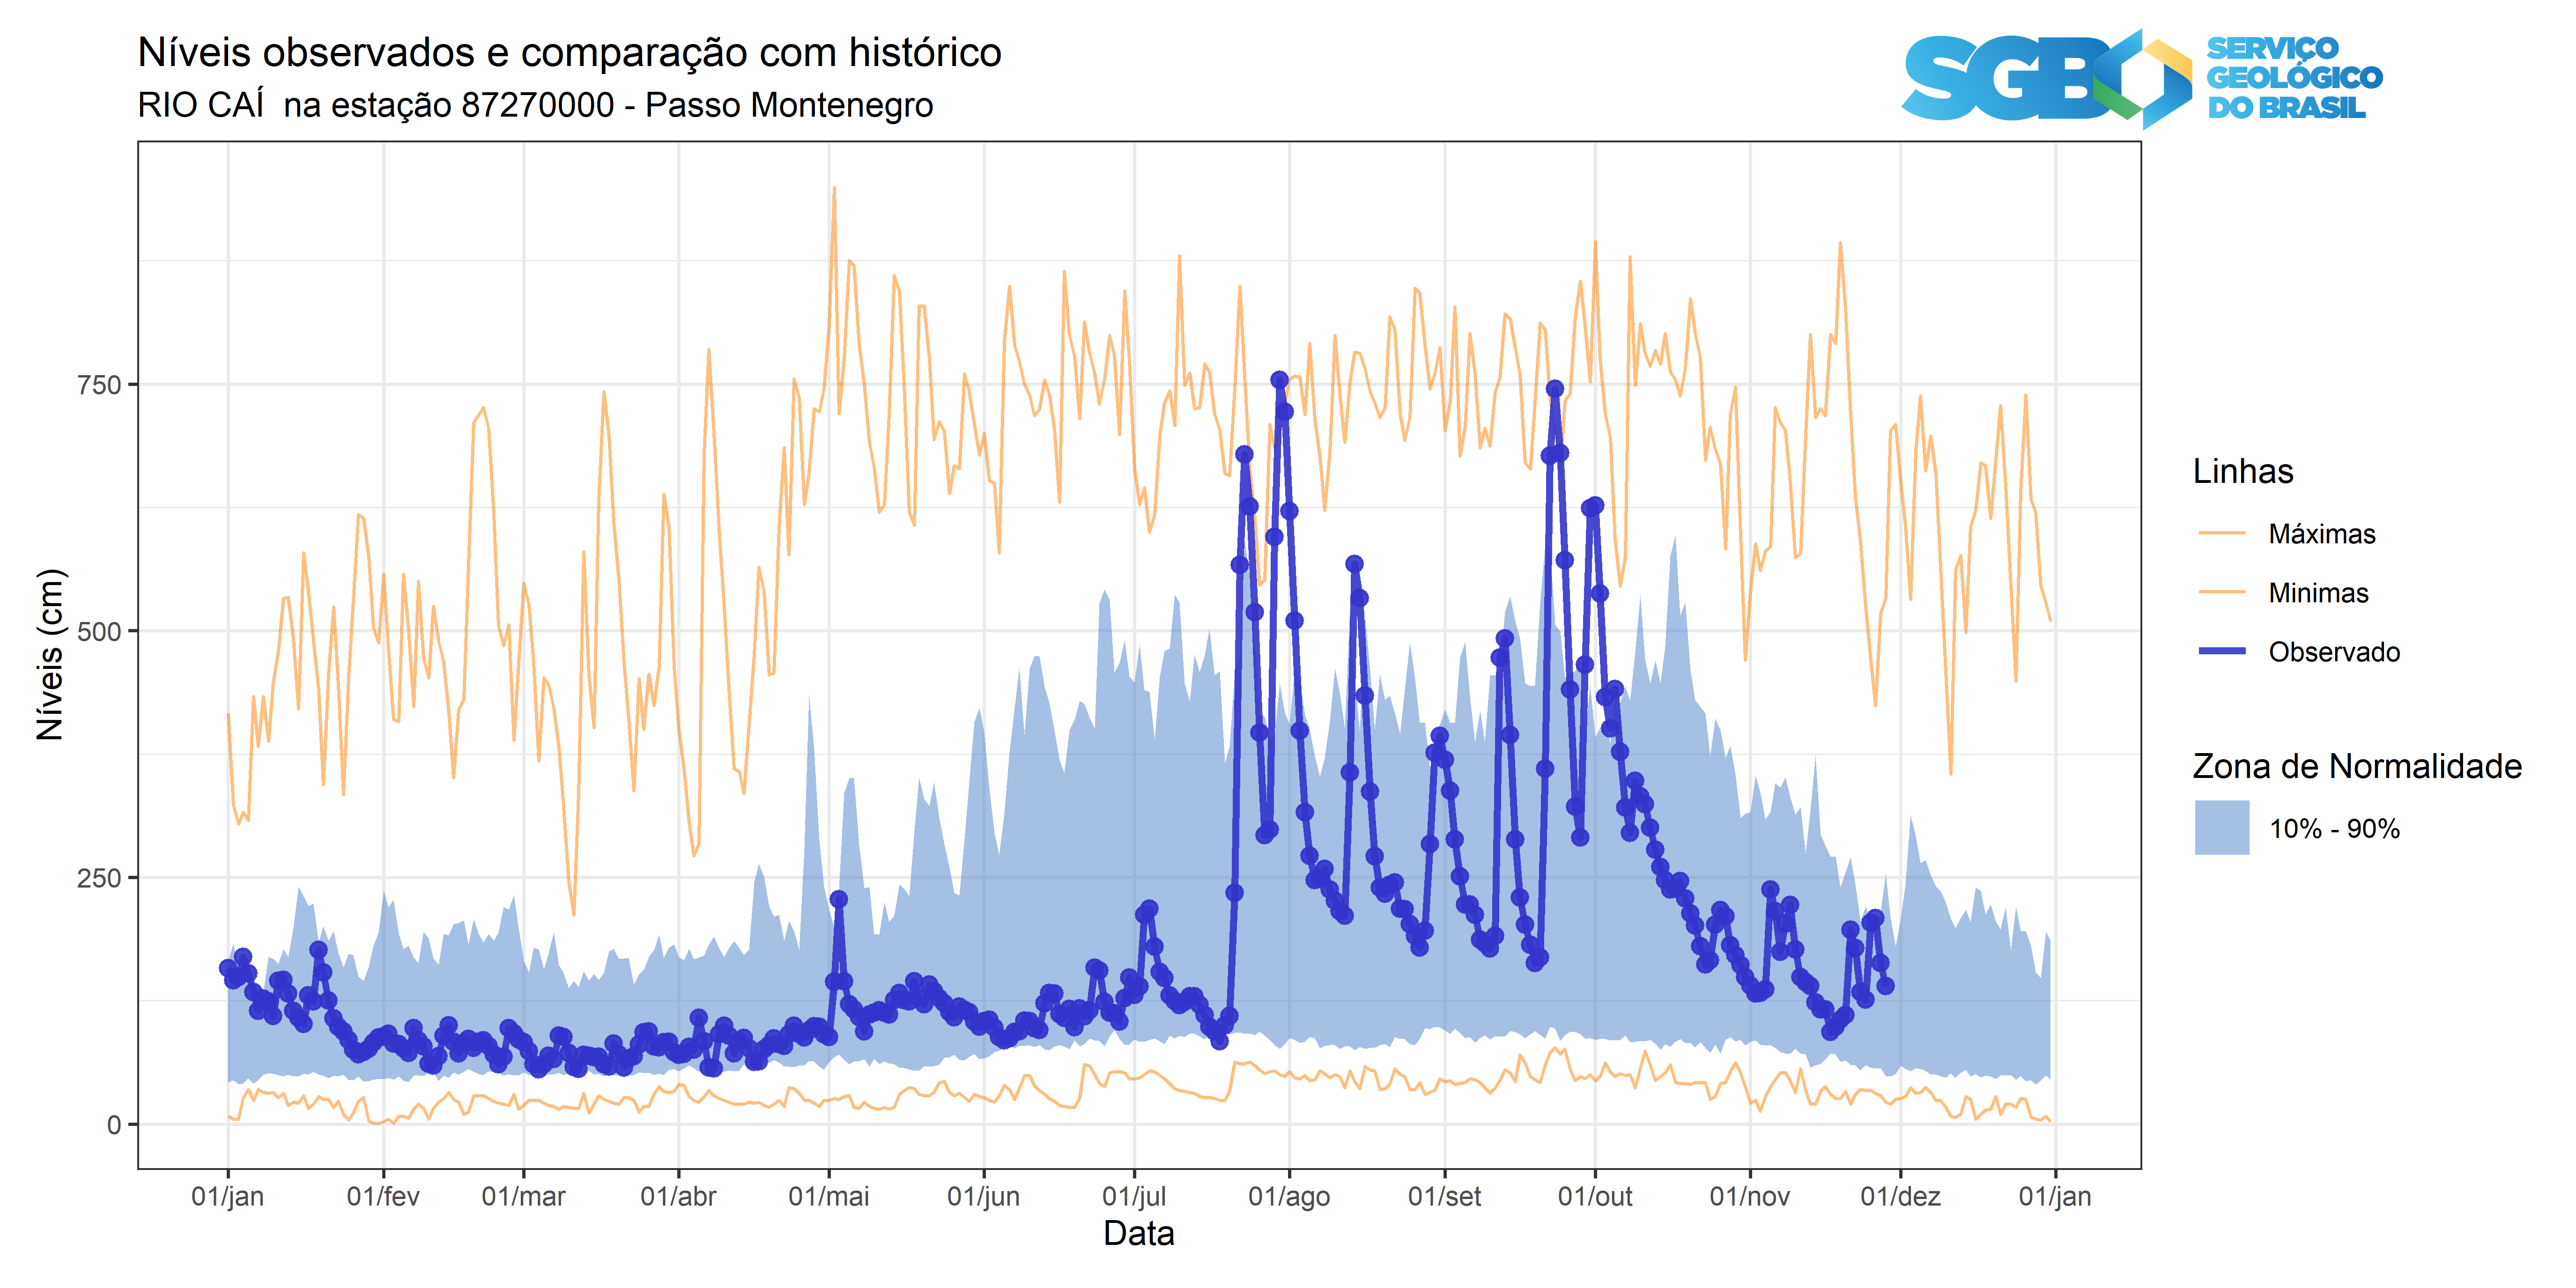 Níveis observados e comparação com histórico
RIO CAÍ  na estação 87270000 - Passo Montenegro
SGB
SERVIÇO
GEOLÓGICO
DO BRASIL
Níveis (cm)
750
500
250
0
01/jan
01/fev
01/mar
01/abr
01/mai
01/jun
01/jul
01/ago
01/set
01/out
01/nov
01/dez
01/jan
Data
Linhas
Máximas
Minimas
Observado
Zona de Normalidade
10% - 90%